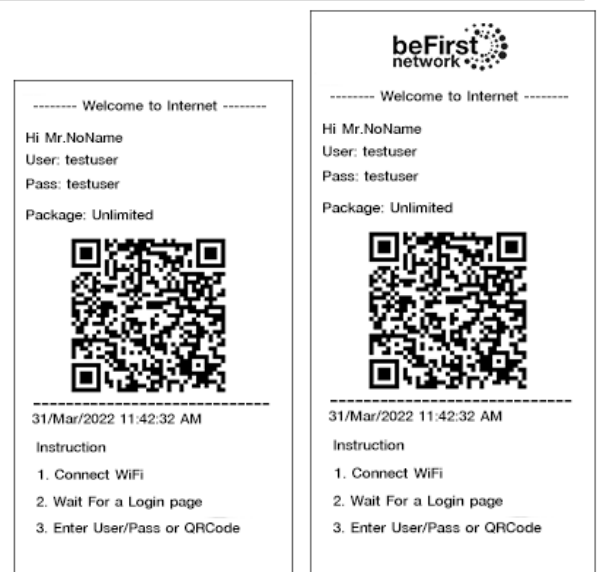 -------- Welcome to Internet --------
Hi Mr.NoName
User: testuser
Pass: testuser
Package: Unlimited
-----------------------------
31/Mar/2022 11:42:32 AM
Instruction
1. Connect WiFi
2. Wait For a Login page
3. Enter User/Pass or QRCode
beFirst
network
-------- Welcome to Internet --------
Hi Mr.NoName
User: testuser
Pass: testuser
Package: Unlimited
-----------------------------
31/Mar/2022 11:42:32 AM
Instruction
1. Connect WiFi
2. Wait For a Login page
3. Enter User/Pass or QRCode